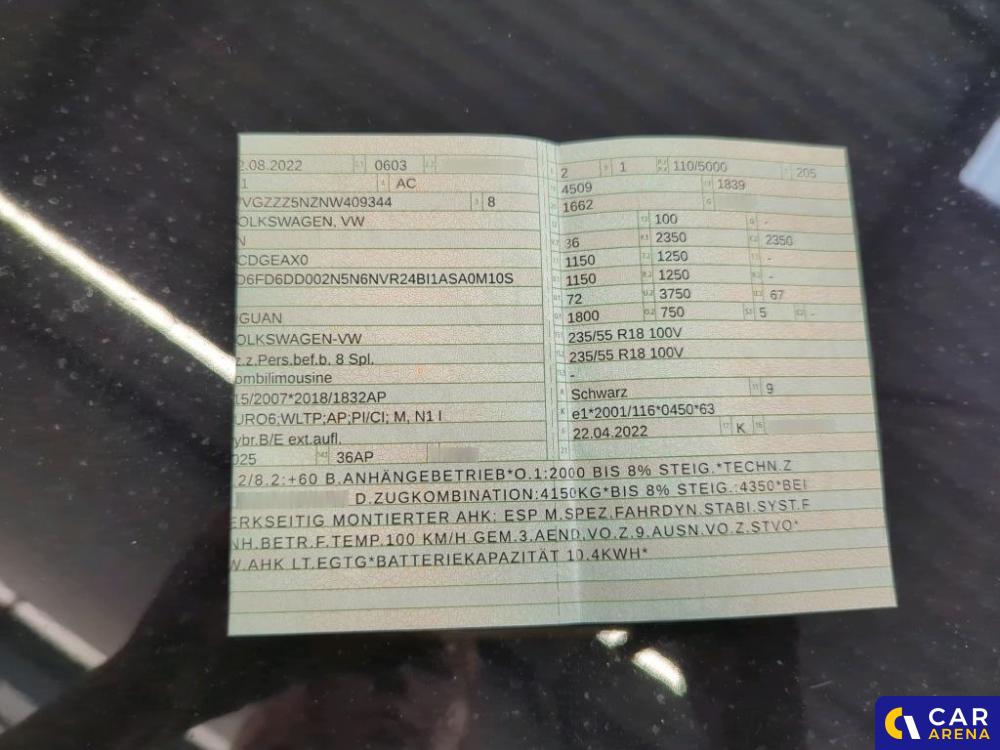 2.08.2022 0603
2 1 110/5000 205
1 AC
4509 1839
VGZZZ5NZNW409344 8
1662
OLKSWAGEN, VW
100 -
N
36 2350 2350
CDGEAX0
1150 1250 -
D6FD6DD002N5N6NVR24BI1ASA0M10S
1150 1250 -
72 3750 67
GUAN
1800 750 5 -
OLKSWAGEN-VW
235/55 R18 100V
z.z.Pers.bef.b. 8 Spl.
235/55 R18 100V
ombilimousine
-
15/2007*2018/1832AP
Schwarz 9
URO6;WLTP;AP;PI/CI; M, N1 I
e1*2001/116*0450*63
ybr.B/E ext.aufl.
22.04.2022 K
025 36AP
.2/8.2:+60 B.ANHÄNGEBETRIEB*O.1:2000 BIS 8% STEIG.*TECHN.Z
D.ZUGKOMBINATION:4150KG*BIS 8% STEIG.:4350*BEI
ERKSEITIG MONTIERTER AHK: ESP M.SPEZ.FAHRDYN.STABI.SYST.F
NH.BETR.F.TEMP.100 KM/H GEM.3.AEND.VO.Z.9.AUSN.VO.Z.STVO*
W.AHK LT.EGTG*BATTERIEKAPAZITÄT 10.4KWH*
CAR
ARENA